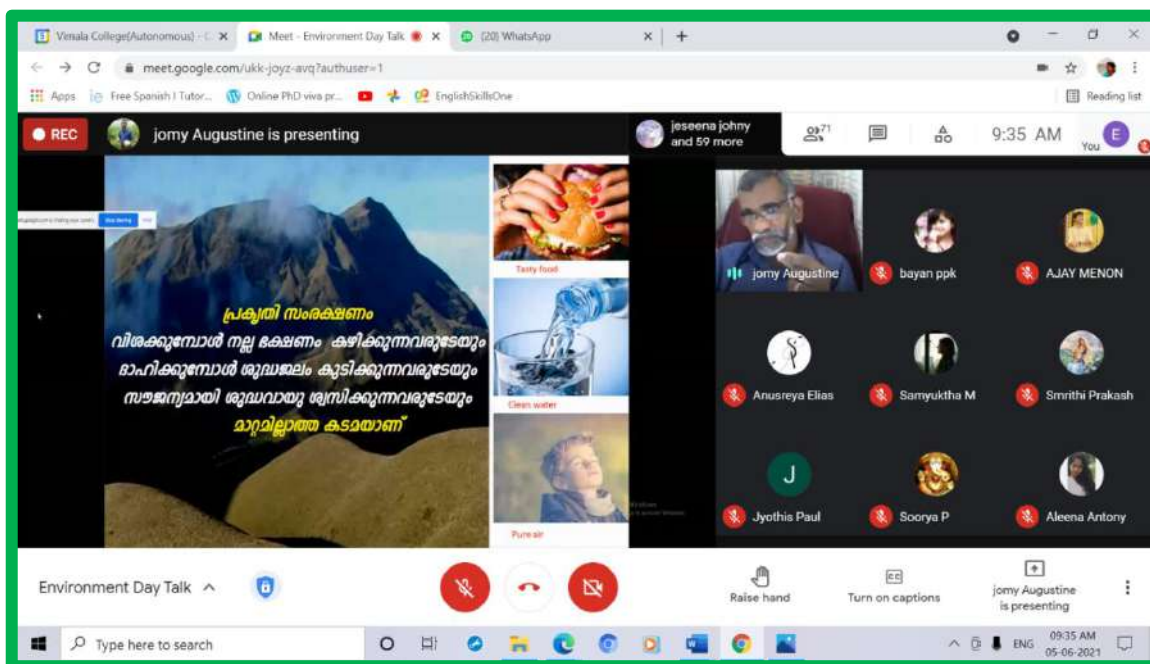 Vimala College(Autonomous) - C
Meet - Environment Day Talk
(20) WhatsApp
meet.google.com/ukk-joyz-avq?authuser=1
Apps
Free Spanish l Tutor...
Online PhD viva pr...
EnglishSkillsOne
Reading list
REC
jomy Augustine is presenting
jeseena johny
and 59 more
71
9:35 AM
You
E
Stop sharing
പ്രകൃതി സംരക്ഷണം
വിശക്കുമ്പോൾ നല്ല ഭക്ഷണം കഴിക്കുന്നവരുടേയും
ദാഹിക്കുമ്പോൾ ശുദ്ധജലം കുടിക്കുന്നവരുടേയും
സൗജന്യമായി ശുദ്ധവായു ശ്വസിക്കുന്നവരുടേയും
മാറ്റമില്ലാത്ത കടമയാണ്
Tasty food
Clean water
Pure air
jomy Augustine
bayan ppk
AJAY MENON
Anusreya Elias
Samyuktha M
Smrithi Prakash
J
Jyothis Paul
Soorya P
Aleena Antony
Environment Day Talk
Raise hand
CC
Turn on captions
jomy Augustine
is presenting
Type here to search
ENG
09:35 AM
05-06-2021